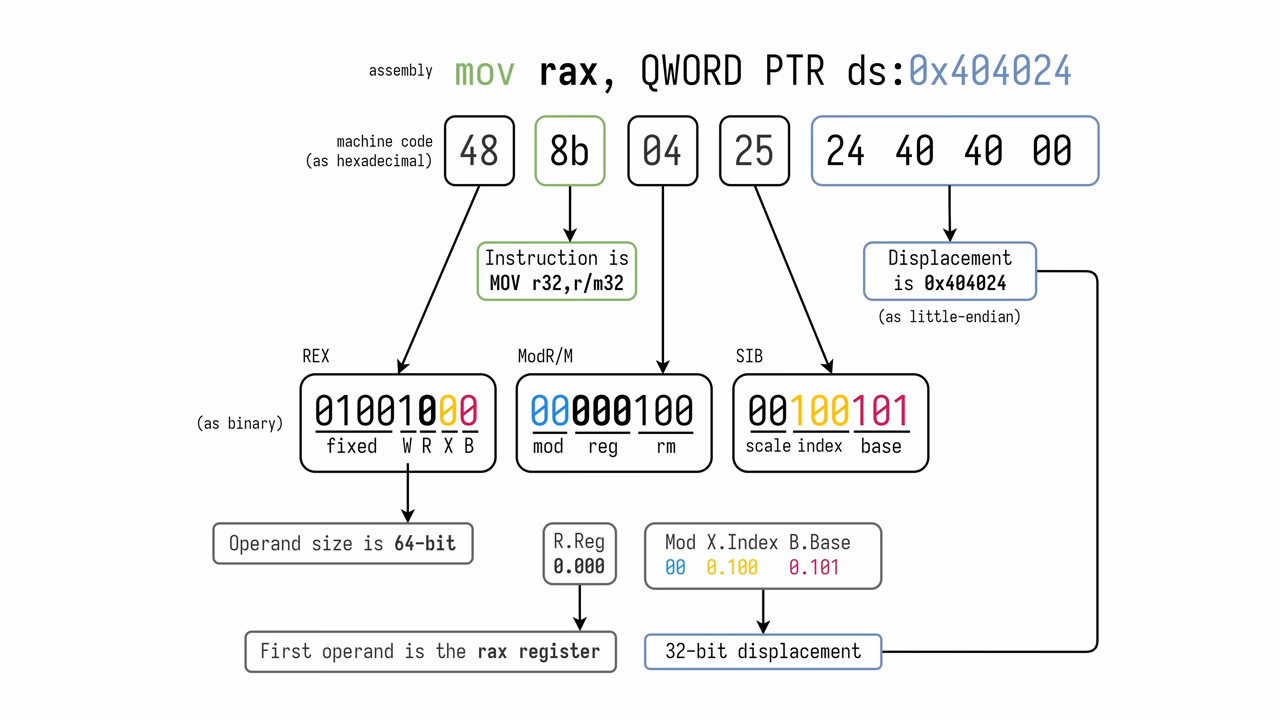 assembly mov rax, QWORD PTR ds:0x404024
machine code
(as hexadecimal)
48 8b 04 25 24 40 40 00
Instruction is
MOV r32,r/m32
Displacement
is 0x404024
(as little-endian)
REX ModR/M SIB
(as binary)
01001000 00000100 00100101
fixed W R X B mod reg rm scale index base
Operand size is 64-bit
R.Reg
0.000
Mod X.Index B.Base
00 0.100 0.101
First operand is the rax register
32-bit displacement